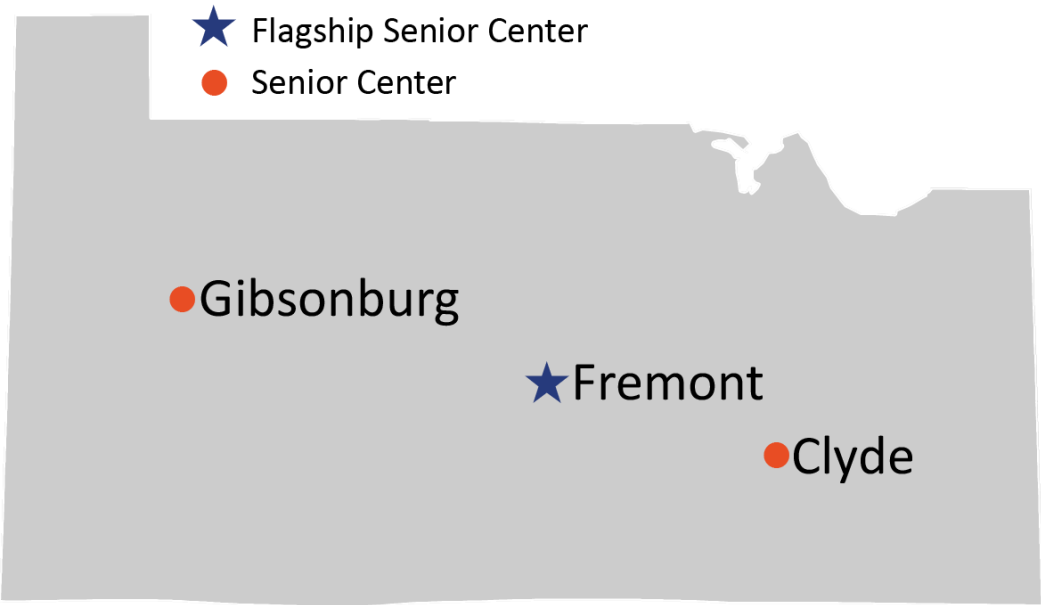 Flagship Senior Center
Senior Center
Gibsonburg
Fremont
Clyde